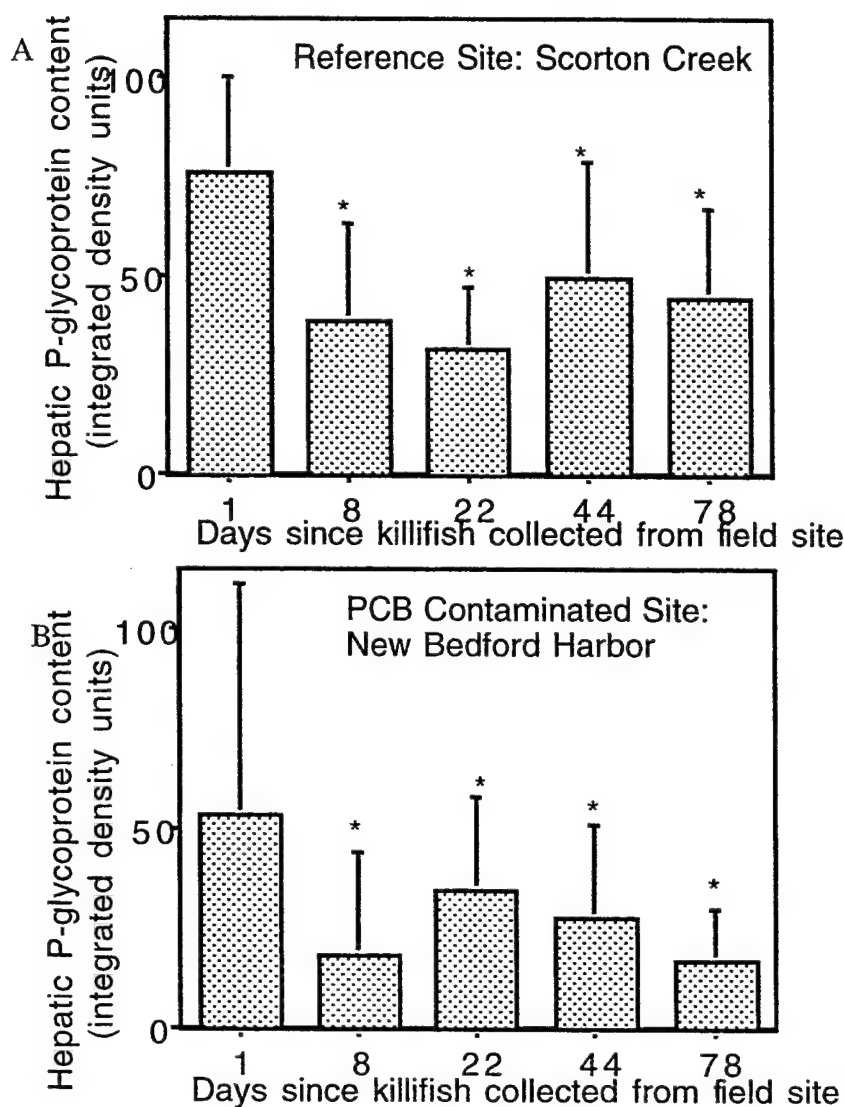 A
Hepatic P-glycoprotein content
(integrated density units)
100
50
0
Reference Site: Scorton Creek
*
*
*
*
1 8 22 44 78
Days since killifish collected from field site
B
Hepatic P-glycoprotein content
(integrated density units)
100
50
0
PCB Contaminated Site:
New Bedford Harbor
*
*
*
*
1 8 22 44 78
Days since killifish collected from field site